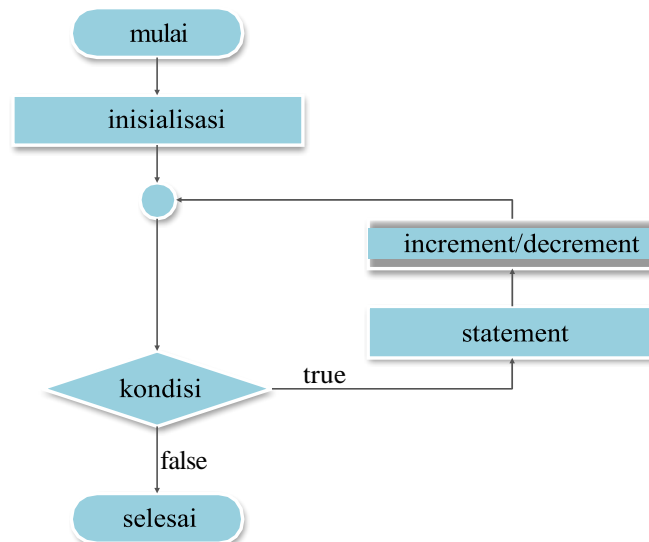 mulai
inisialisasi
increment/decrement
statement
kondisi
true
false
selesai